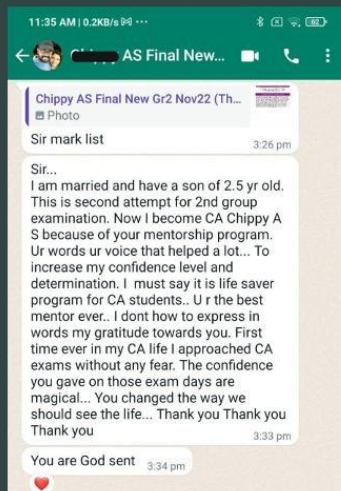 11:35 AM | 0.2KB/s ...
62
AS Final New...
Chippy AS Final New Gr2 Nov22 (Th...
Photo
Sir mark list
3:26 pm
Sir...
I am married and have a son of 2.5 yr old.
This is second attempt for 2nd group
examination. Now I become CA Chippy A
S because of your mentorship program.
Ur words ur voice that helped a lot... To
increase my confidence level and
determination. I must say it is life saver
program for CA students.. U r the best
mentor ever.. I dont how to express in
words my gratitude towards you. First
time ever in my CA life I approached CA
exams without any fear. The confidence
you gave on those exam days are
magical... You changed the way we
should see the life... Thank you Thank you
Thank you
3:33 pm
You are God sent 3:34 pm